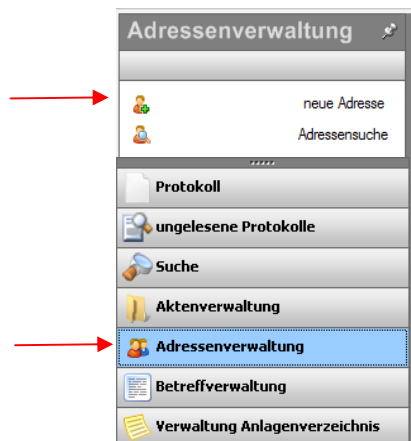 Adressenverwaltung
neue Adresse
Adressensuche
Protokoll
ungelesene Protokolle
Suche
Aktenverwaltung
Adressenverwaltung
Betreffverwaltung
Verwaltung Anlagenverzeichnis